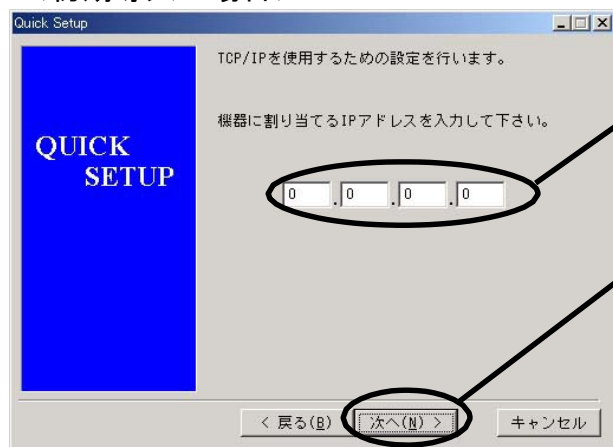 Quick Setup
TCP/IPを使用するための設定を行います。
機器に割り当てるIPアドレスを入力して下さい。
QUICK
SETUP
0 . 0 . 0 . 0
< 戻る(B) 次へ(N) > キャンセル